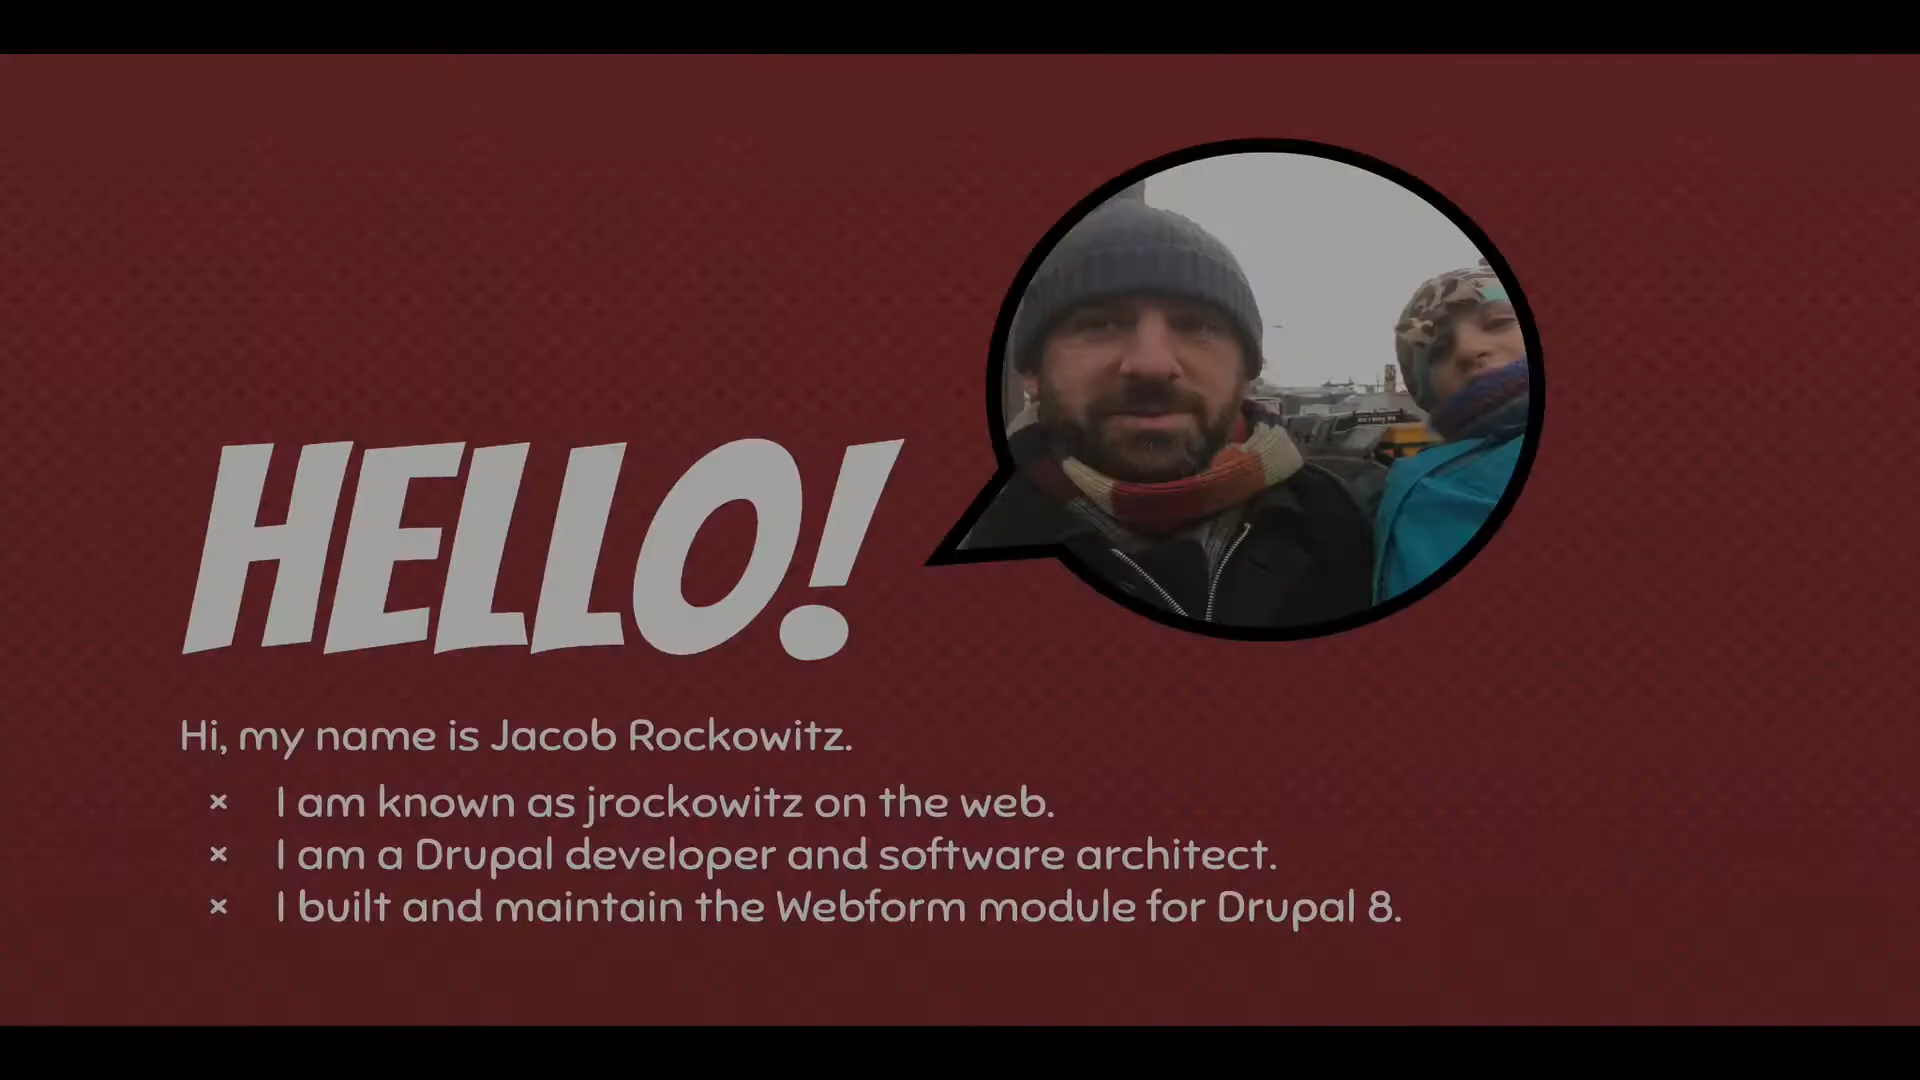 HELLO!
Hi, my name is Jacob Rockowitz.
× I am known as jrockowitz on the web.
× I am a Drupal developer and software architect.
× I built and maintain the Webform module for Drupal 8.